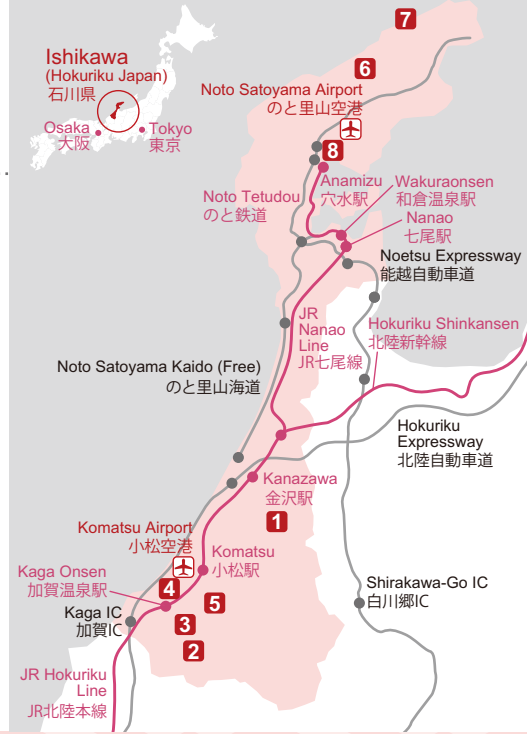 7
Ishikawa
(Hokuriku Japan)
石川県
6
Noto Satoyama Airport
のと里山空港
Osaka
大阪
Tokyo
東京
8
Anamizu
穴水駅
Wakuraonsen
和倉温泉駅
Noto Tetudou
のと鉄道
Nanao
七尾駅
Noetsu Expressway
能越自動車道
JR
Nanao
Line
JR七尾線
Hokuriku Shinkansen
北陸新幹線
Noto Satoyama Kaido (Free)
のと里山海道
Hokuriku
Expressway
北陸自動車道
Kanazawa
金沢駅
1
Komatsu Airport
小松空港
Komatsu
小松駅
Kaga Onsen
加賀温泉駅
4
5
Shirakawa-Go IC
白川郷IC
Kaga IC
加賀IC
3
2
JR Hokuriku
Line
JR北陸本線